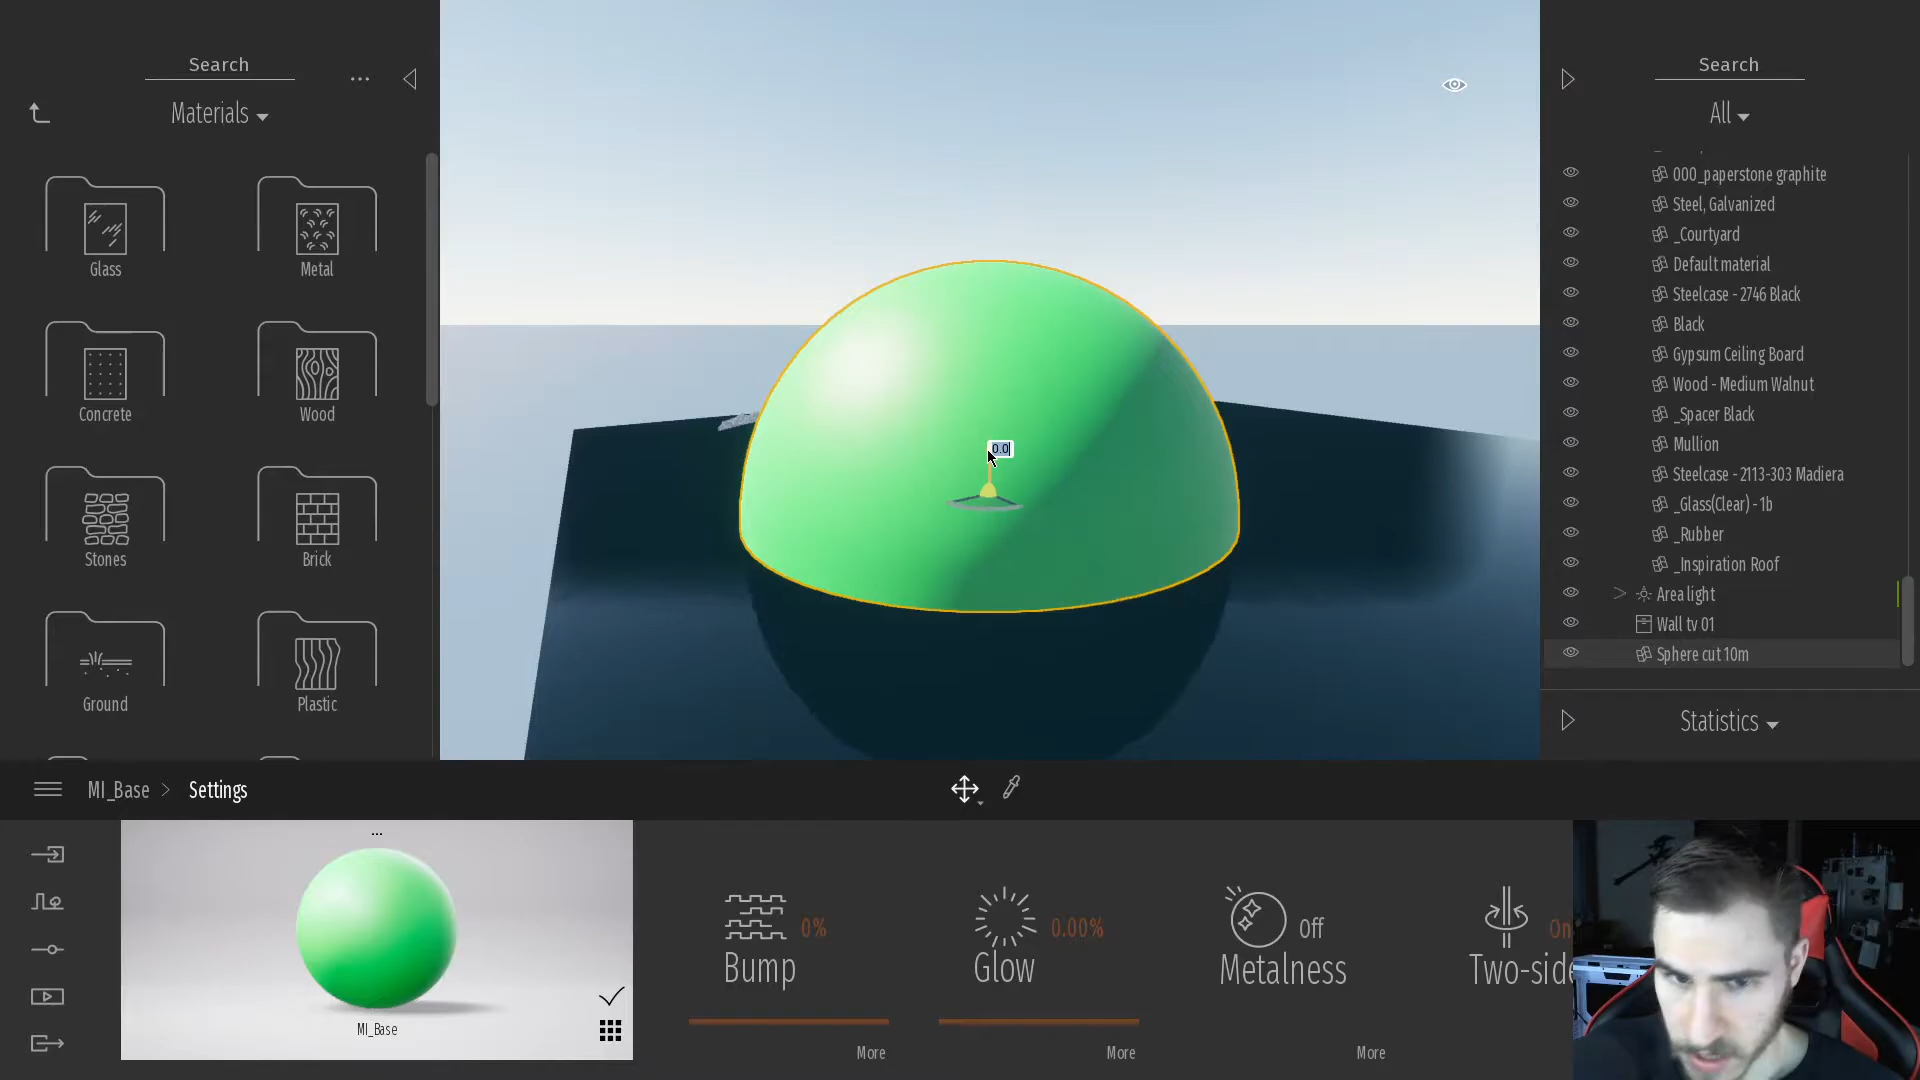 Search
...
Materials
Glass
Metal
Concrete
Wood
Stones
Brick
Ground
Plastic
0.0
Search
All
000_paperstone graphite
Steel, Galvanized
_Courtyard
Default material
Steelcase - 2746 Black
Black
Gypsum Ceiling Board
Wood - Medium Walnut
_Spacer Black
Mullion
Steelcase - 2113-303 Madiera
_Glass(Clear) - 1b
_Rubber
_Inspiration Roof
> Area light
Wall tv 01
Sphere cut 10m
Statistics
MI_Base > Settings
...
MI_Base
0%
Bump
More
0.00%
Glow
More
Off
Metalness
More
On
Two-side